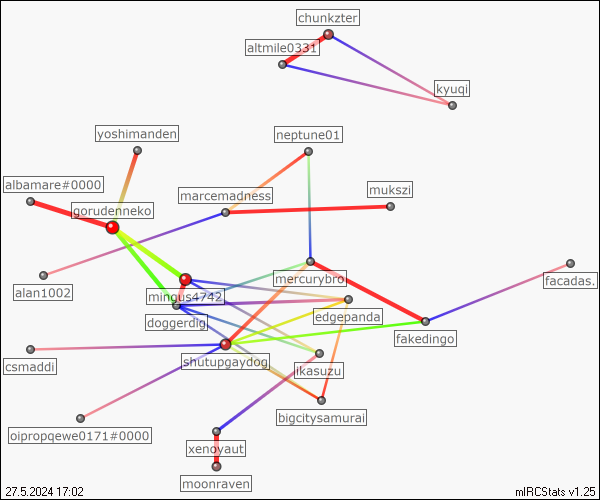 chunkzter
altmile0331
kyuqi
yoshimanden
neptune01
albamare#0000
marcemadness
mukszi
gorudenneko
alan1002
mingus4742
mercurybro
facadas.
doggerdig
edgepanda
fakedingo
csmaddi
shutupgaydog
ikasuzu
bigcitysamurai
oipropqewe0171#0000
xenoyaut
moonraven
27.5.2024 17:02
mIRCStats v1.25